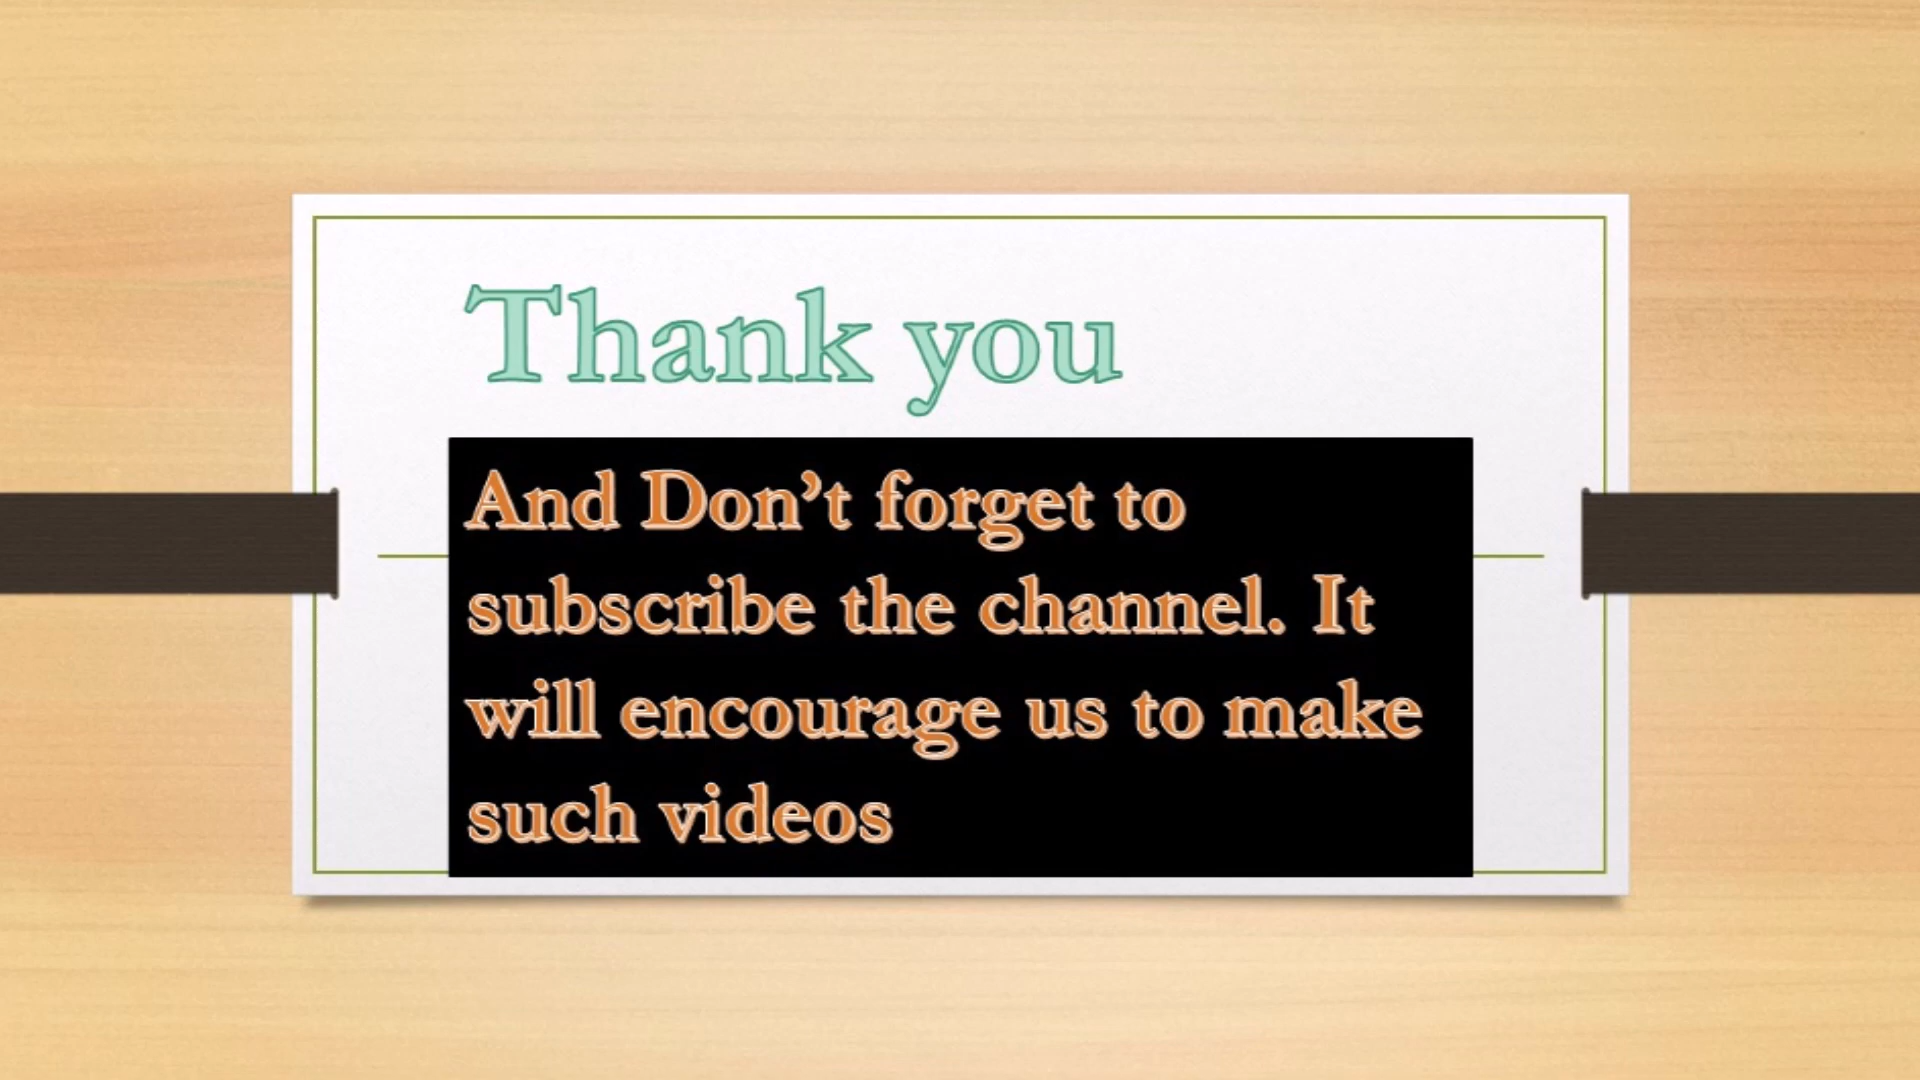 Thank you
And Don’t forget to
subscribe the channel. It
will encourage us to make
such videos